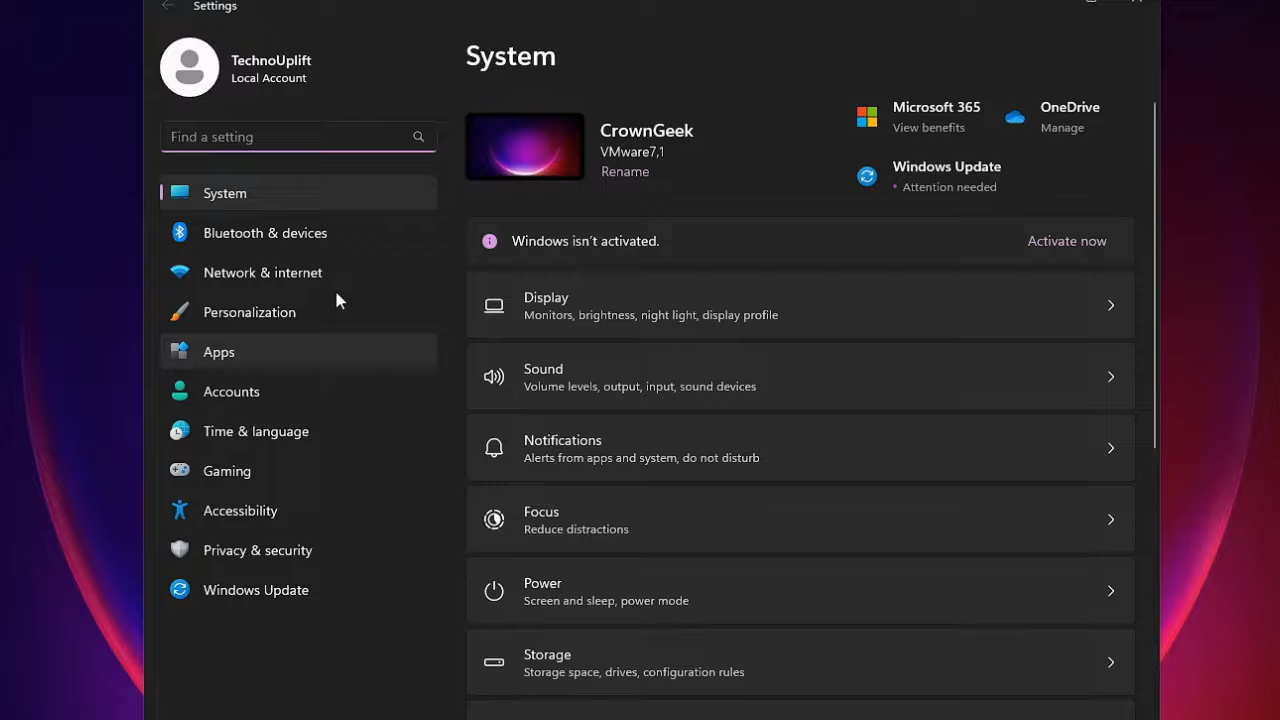 Settings
TechnoUplift
Local Account
Find a setting
System
Bluetooth & devices
Network & internet
Personalization
Apps
Accounts
Time & language
Gaming
Accessibility
Privacy & security
Windows Update
System
CrownGeek
VMware7,1
Rename
Microsoft 365
View benefits
OneDrive
Manage
Windows Update
• Attention needed
Windows isn't activated.
Activate now
Display
Monitors, brightness, night light, display profile
Sound
Volume levels, output, input, sound devices
Notifications
Alerts from apps and system, do not disturb
Focus
Reduce distractions
Power
Screen and sleep, power mode
Storage
Storage space, drives, configuration rules